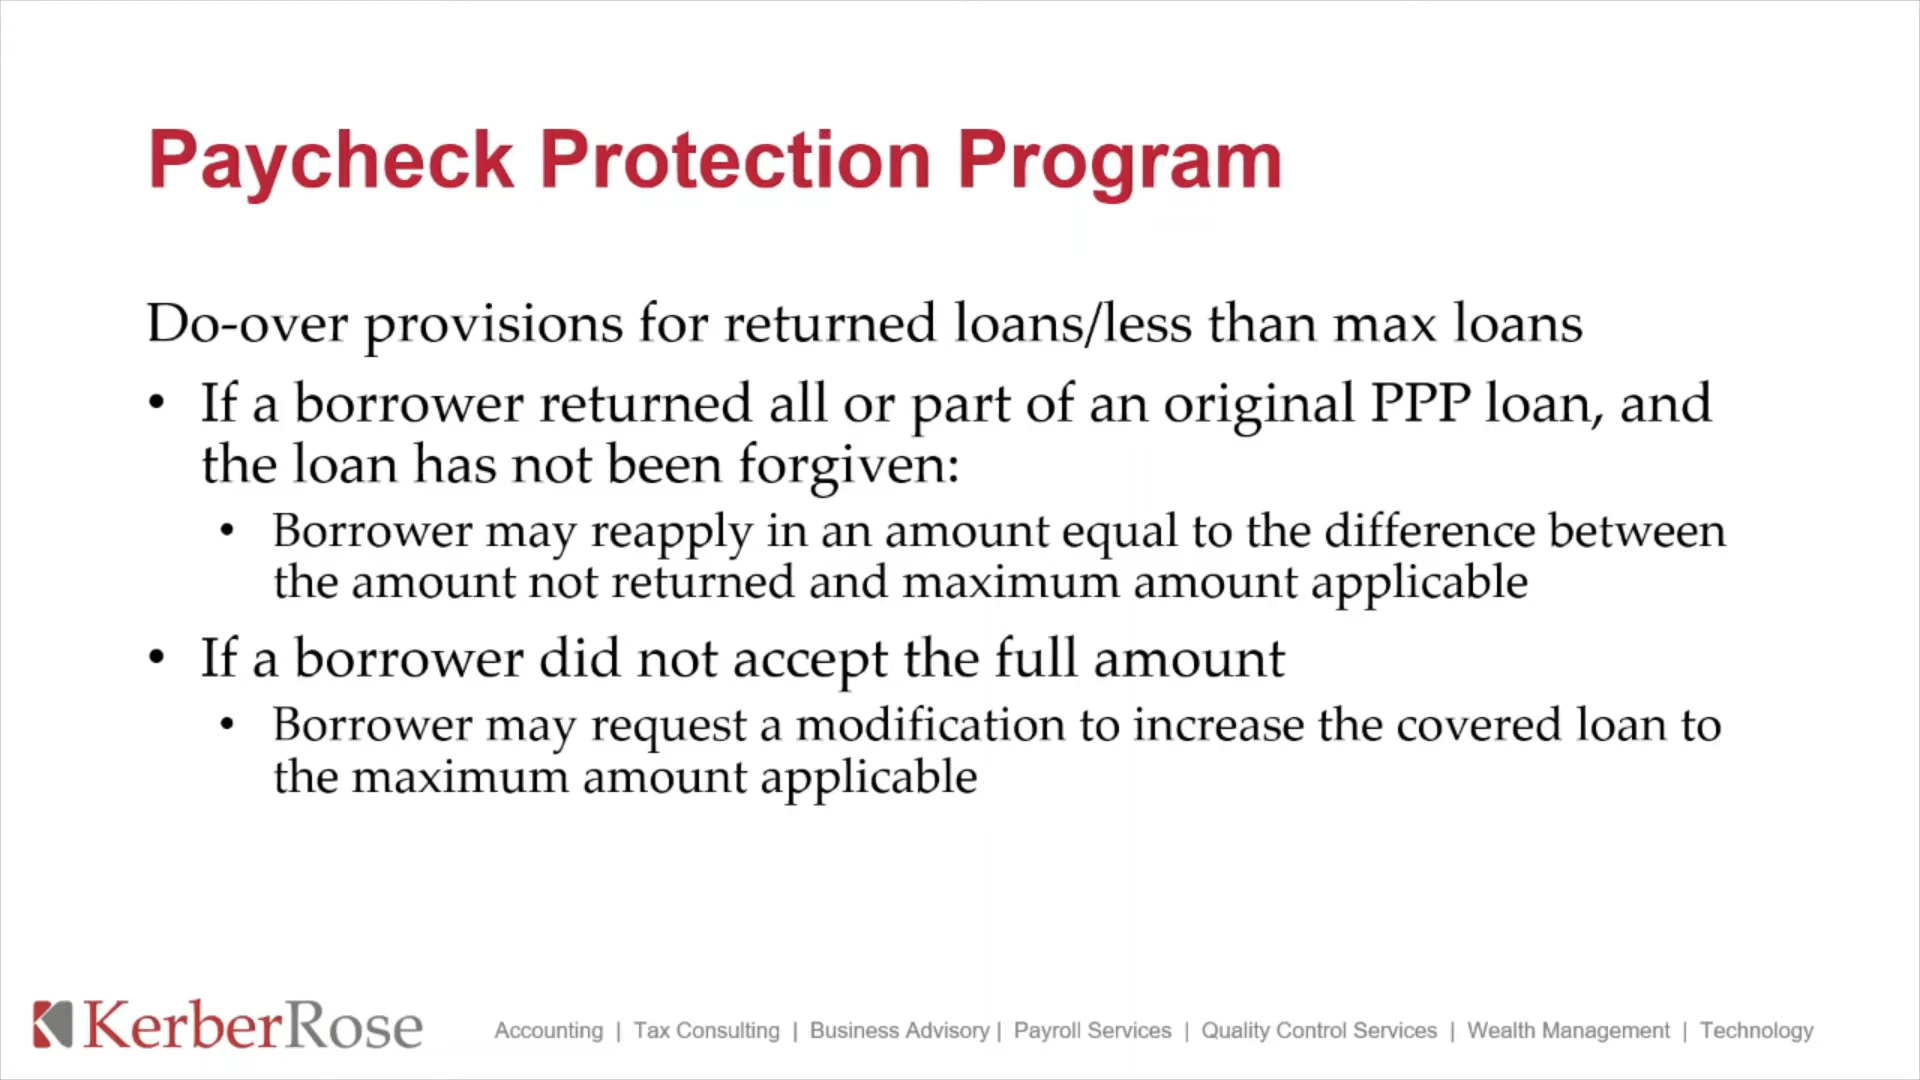 Paycheck Protection Program
Do-over provisions for returned loans/less than max loans
• If a borrower returned all or part of an original PPP loan, and
the loan has not been forgiven:
• Borrower may reapply in an amount equal to the difference between
the amount not returned and maximum amount applicable
• If a borrower did not accept the full amount
• Borrower may request a modification to increase the covered loan to
the maximum amount applicable
KerberRose
Accounting | Tax Consulting | Business Advisory | Payroll Services | Quality Control Services | Wealth Management | Technology